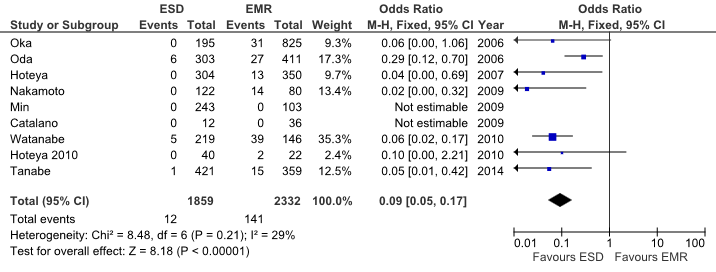 ESD EMR Odds Ratio Odds Ratio
Study or Subgroup Events Total Events Total Weight M-H, Fixed, 95% CI Year M-H, Fixed, 95% CI
Oka 0 195 31 825 9.3% 0.06 [0.00, 1.06] 2006
Oda 6 303 27 411 17.3% 0.29 [0.12, 0.70] 2006
Hoteya 0 304 13 350 9.7% 0.04 [0.00, 0.69] 2007
Nakamoto 0 122 14 80 13.4% 0.02 [0.00, 0.32] 2009
Min 0 243 0 103 Not estimable 2009
Catalano 0 12 0 36 Not estimable 2009
Watanabe 5 219 39 146 35.3% 0.06 [0.02, 0.17] 2010
Hoteya 2010 0 40 2 22 2.4% 0.10 [0.00, 2.21] 2010
Tanabe 1 421 15 359 12.5% 0.05 [0.01, 0.42] 2014
Total (95% CI) 1859 2332 100.0% 0.09 [0.05, 0.17]
Total events 12 141
Heterogeneity: Chi² = 8.48, df = 6 (P = 0.21); I² = 29%
Test for overall effect: Z = 8.18 (P < 0.00001)
0.01 0.1 1 10 100
Favours ESD Favours EMR